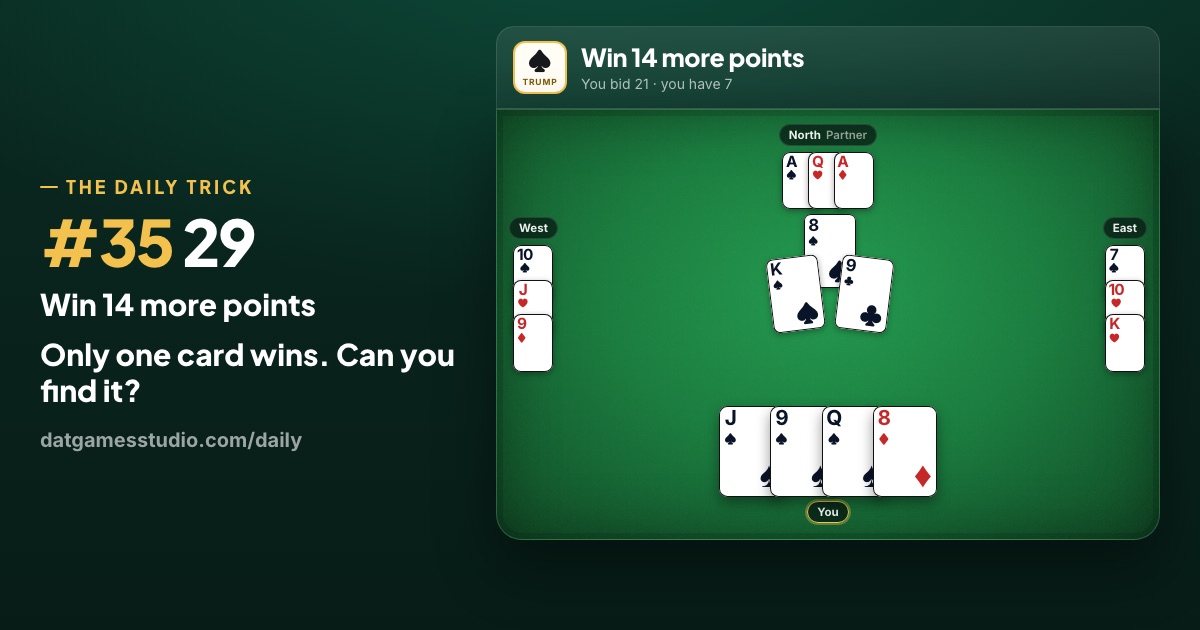 — THE DAILY TRICK
#35 29
Win 14 more points
Only one card wins. Can you
find it?
datgamesstudio.com/daily
TRUMP
Win 14 more points
You bid 21 · you have 7
North Partner
A Q A
West
10
J
9
8
K
9
East
7
10
K
J 9 Q 8
You